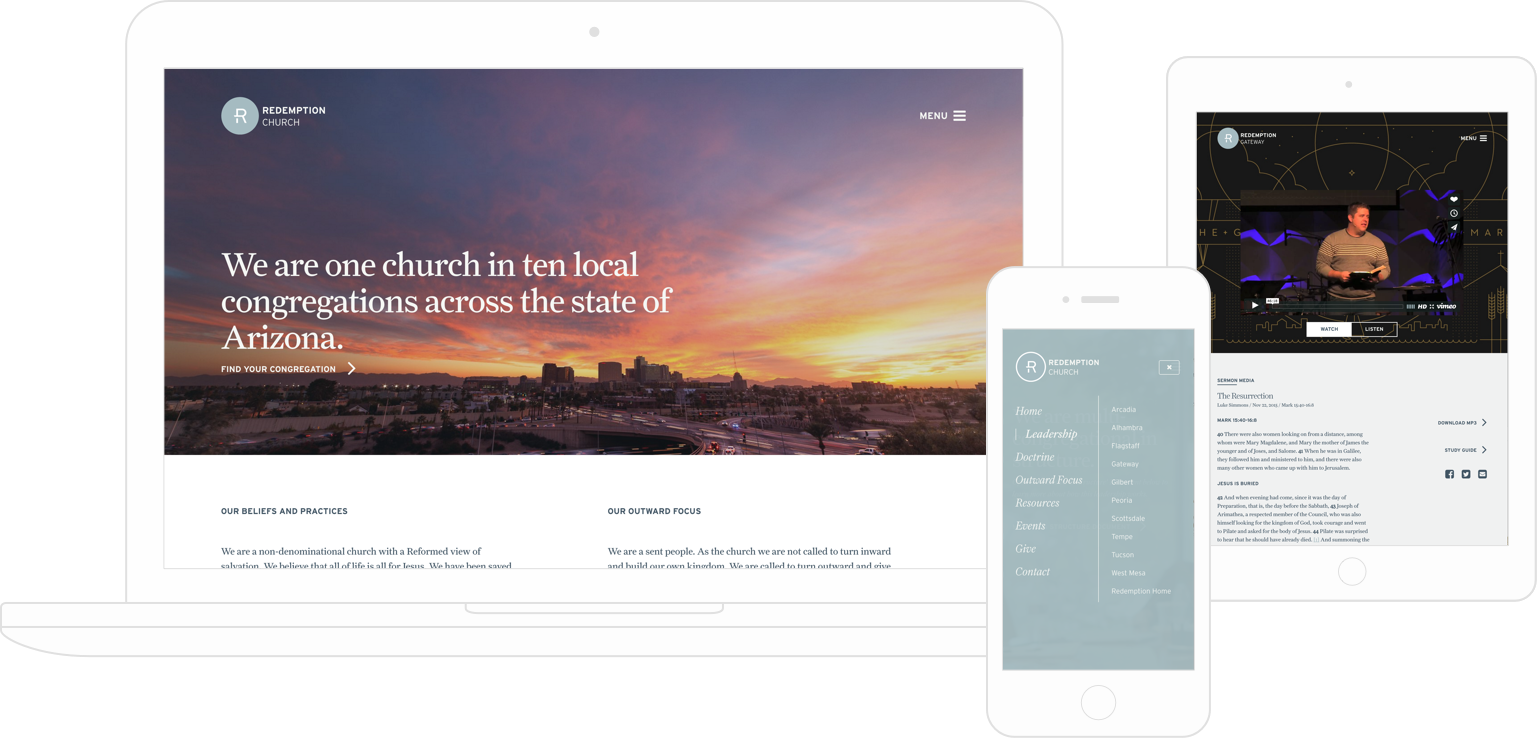 REDEMPTION
CHURCH
MENU
We are one church in ten local
congregations across the state of
Arizona.
FIND YOUR CONGREGATION
OUR BELIEFS AND PRACTICES
We are a non-denominational church with a Reformed view of
salvation. We believe that all of life is all for Jesus. We have been saved
OUR OUTWARD FOCUS
We are a sent people. As the church we are not called to turn inward
and build our own kingdom. We are called to turn outward and give
REDEMPTION
CHURCH
Home
Leadership
Doctrine
Outward Focus
Resources
Events
Give
Contact
Arcadia
Alhambra
Flagstaff
Gateway
Gilbert
Peoria
Scottsdale
Tempe
Tucson
West Mesa
Redemption Home
REDEMPTION
GATEWAY
MENU
HE + G
MAR
HD
vimeo
WATCH
LISTEN
SERMON MEDIA
The Resurrection
Luke Simmons / Nov 22, 2015 / Mark 15:40-16:8
MARK 15:40-16:8
40 There were also women looking on from a distance, among
whom were Mary Magdalene, and Mary the mother of James the
younger and of Joses, and Salome. 41 When he was in Galilee,
they followed him and ministered to him, and there were also
many other women who came up with him to Jerusalem.
JESUS IS BURIED
42 And when evening had come, since it was the day of
Preparation, that is, the day before the Sabbath, 43 Joseph of
Arimathea, a respected member of the Council, who was also
himself looking for the kingdom of God, took courage and went
to Pilate and asked for the body of Jesus. 44 Pilate was surprised
to hear that he should have already died. And summoning the
DOWNLOAD MP3
STUDY GUIDE